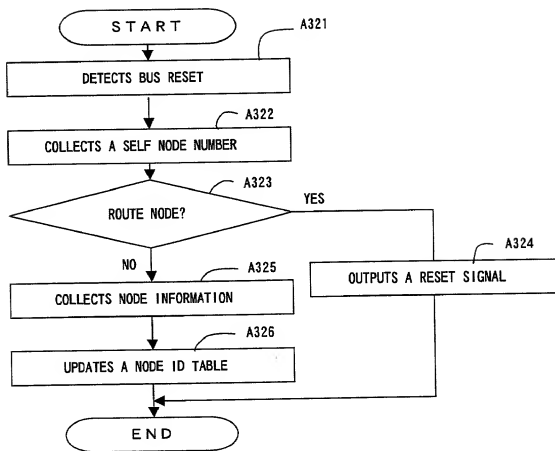 START
A321
DETECTS BUS RESET
A322
COLLECTS A SELF NODE NUMBER
A323
ROUTE NODE?
YES
A324
OUTPUTS A RESET SIGNAL
NO
A325
COLLECTS NODE INFORMATION
A326
UPDATES A NODE ID TABLE
END